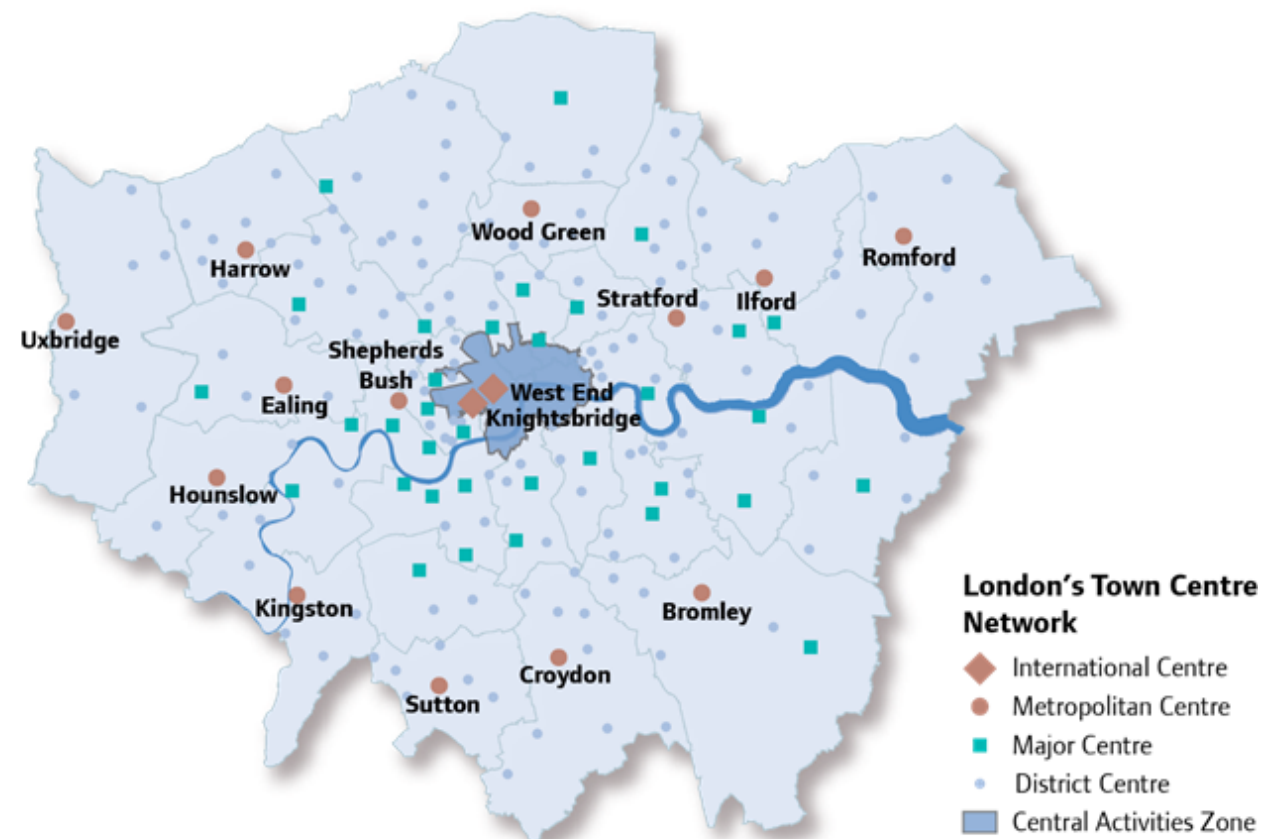 Wood Green
Romford
Harrow
Stratford
Ilford
Uxbridge
Shepherds
Bush
West End
Ealing
Knightsbridge
Hounslow
Kingston
Bromley
Croydon
Sutton
London's Town Centre
Network
International Centre
Metropolitan Centre
Major Centre
District Centre
Central Activities Zone